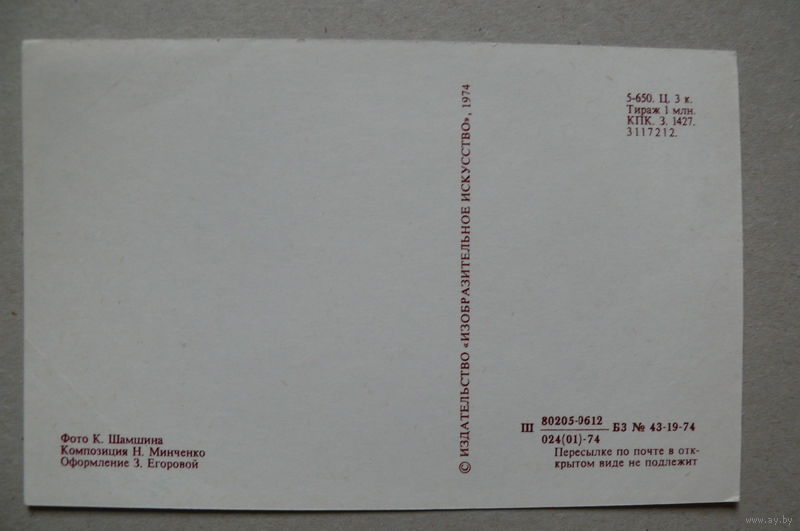 5-650. Ц. 3 к.
Тираж 1 млн.
КПК. З. 1427.
3117212.
© ИЗДАТЕЛЬСТВО «ИЗОБРАЗИТЕЛЬНОЕ ИСКУССТВО», 1974
Фото К. Шамшина
Композиция Н. Минченко
Оформление З. Егоровой
Ш 80205-0612 БЗ № 43-19-74
024(01)-74
Пересылке по почте в отк-
крытом виде не подлежит
www.ay.by